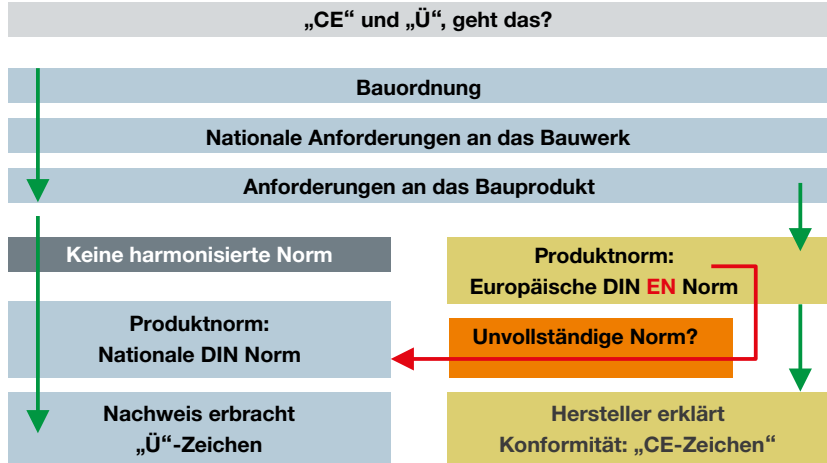 „CE“ und „Ü“, geht das?
Bauordnung
Nationale Anforderungen an das Bauwerk
Anforderungen an das Bauprodukt
Keine harmonisierte Norm
Produktnorm:
Nationale DIN Norm
Nachweis erbracht
„Ü“-Zeichen
Produktnorm:
Europäische DIN EN Norm
Unvollständige Norm?
Hersteller erklärt
Konformität: „CE-Zeichen“